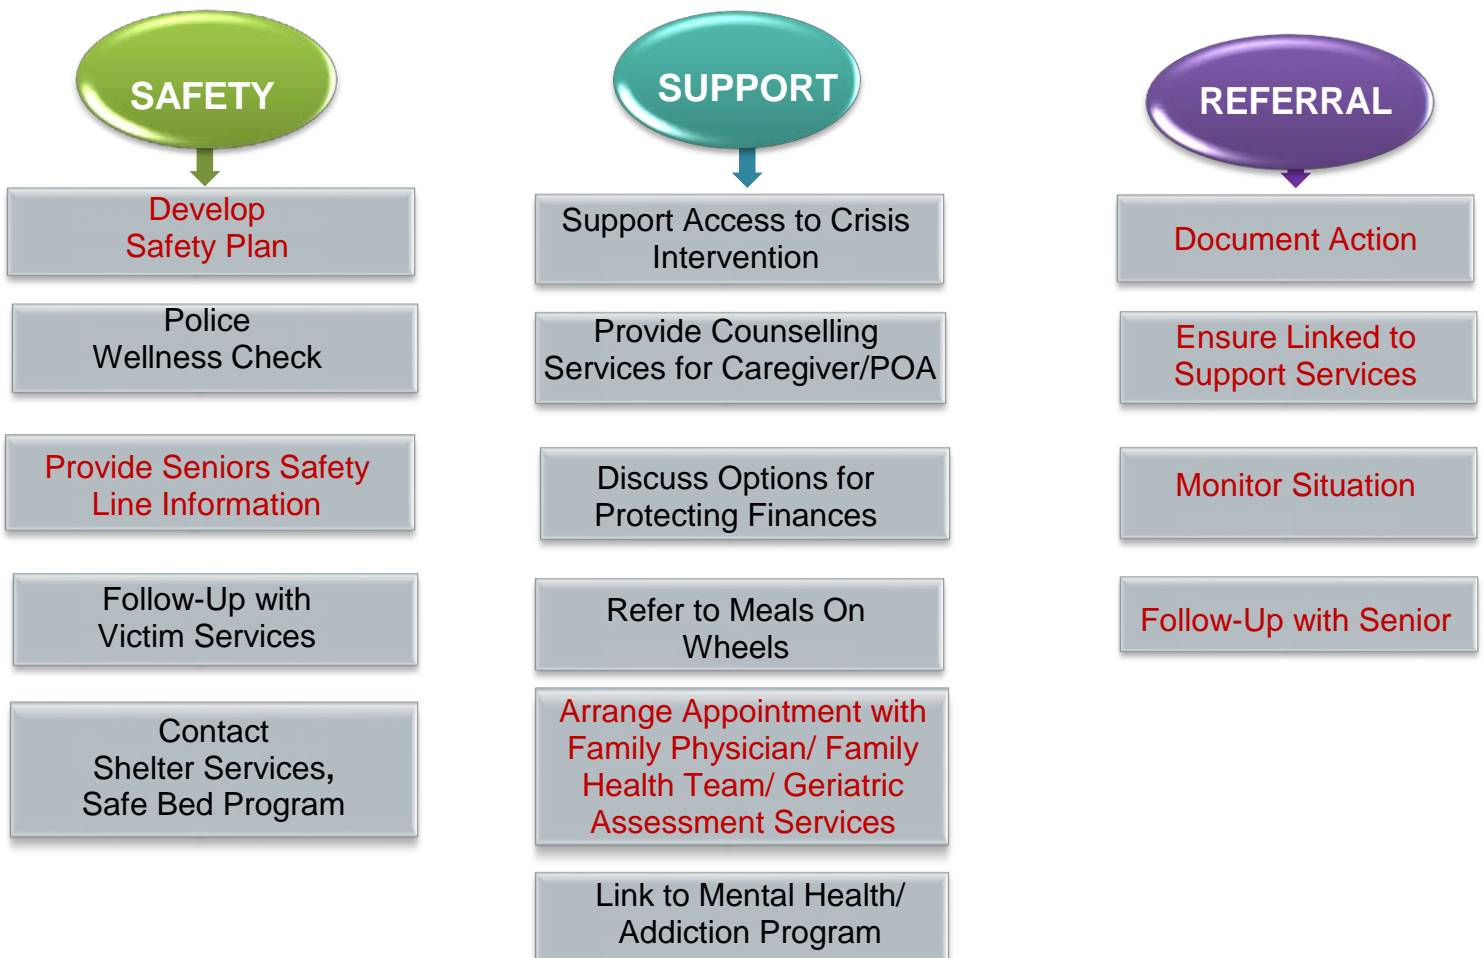 SAFETY
Develop
Safety Plan
Police
Wellness Check
Provide Seniors Safety
Line Information
Follow-Up with
Victim Services
Contact
Shelter Services,
Safe Bed Program
SUPPORT
Support Access to Crisis
Intervention
Provide Counselling
Services for Caregiver/POA
Discuss Options for
Protecting Finances
Refer to Meals On
Wheels
Arrange Appointment with
Family Physician/ Family
Health Team/ Geriatric
Assessment Services
Link to Mental Health/
Addiction Program
REFERRAL
Document Action
Ensure Linked to
Support Services
Monitor Situation
Follow-Up with Senior